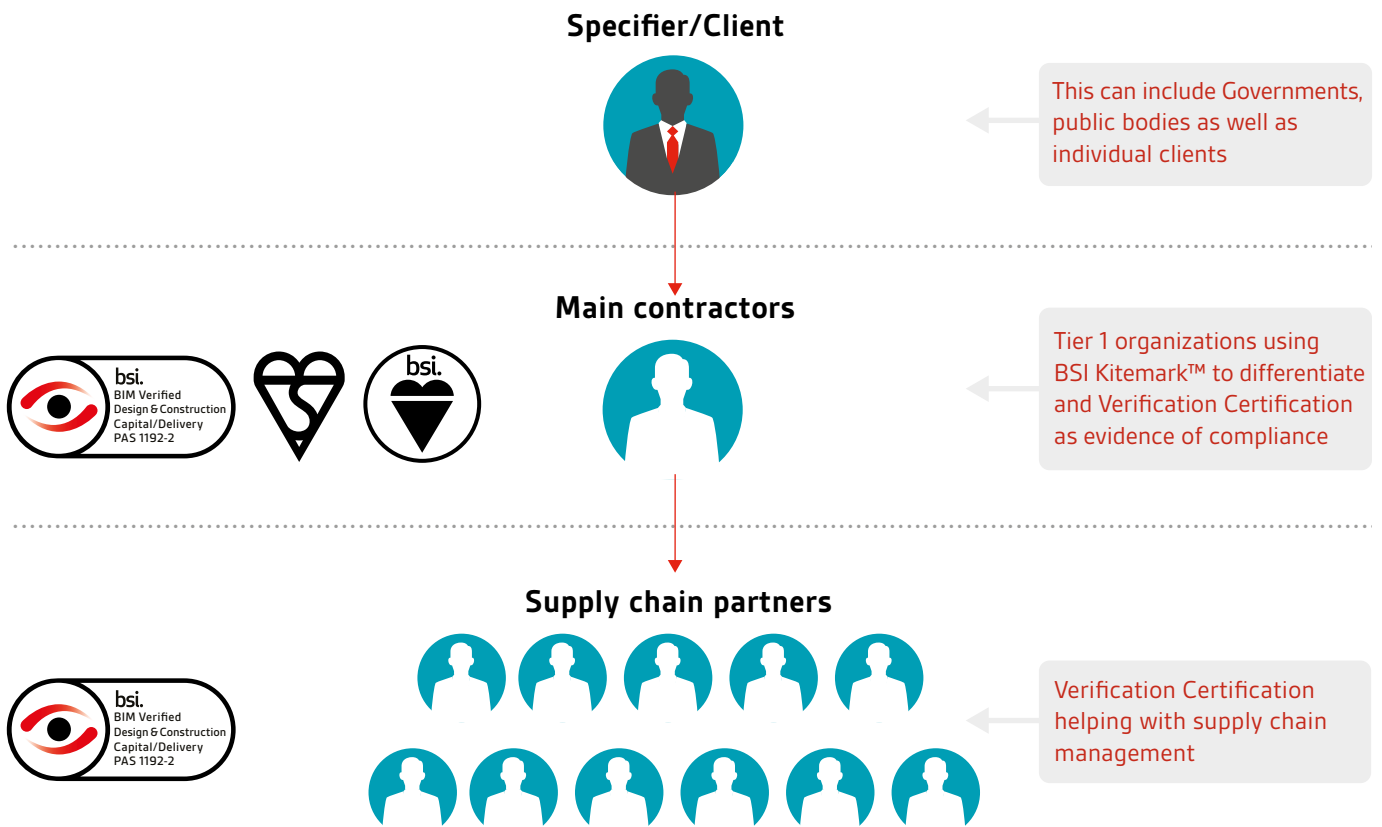 Specifier/Client
This can include Governments,
public bodies as well as
individual clients
Main contractors
bsi.
BIM Verified
Design & Construction
Capital/Delivery
PAS 1192-2
bsi.
Tier 1 organizations using
BSI Kitemark™ to differentiate
and Verification Certification
as evidence of compliance
Supply chain partners
bsi.
BIM Verified
Design & Construction
Capital/Delivery
PAS 1192-2
Verification Certification
helping with supply chain
management